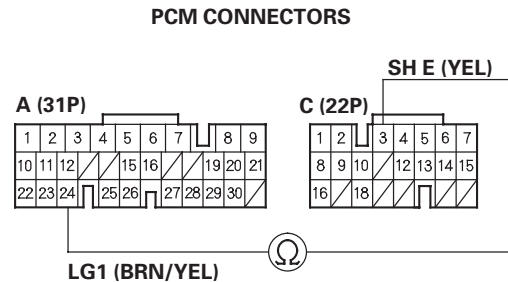 PCM CONNECTORS
SH E (YEL)
A (31P)
C (22P)
1 2 3 4 5 6 7 8 9
1 2 3 4 5 6 7
10 11 12 15 16 19 20 21
8 9 10 12 13 14 15
22 23 24 25 26 27 28 29 30
16 18
Ω
LG1 (BRN/YEL)